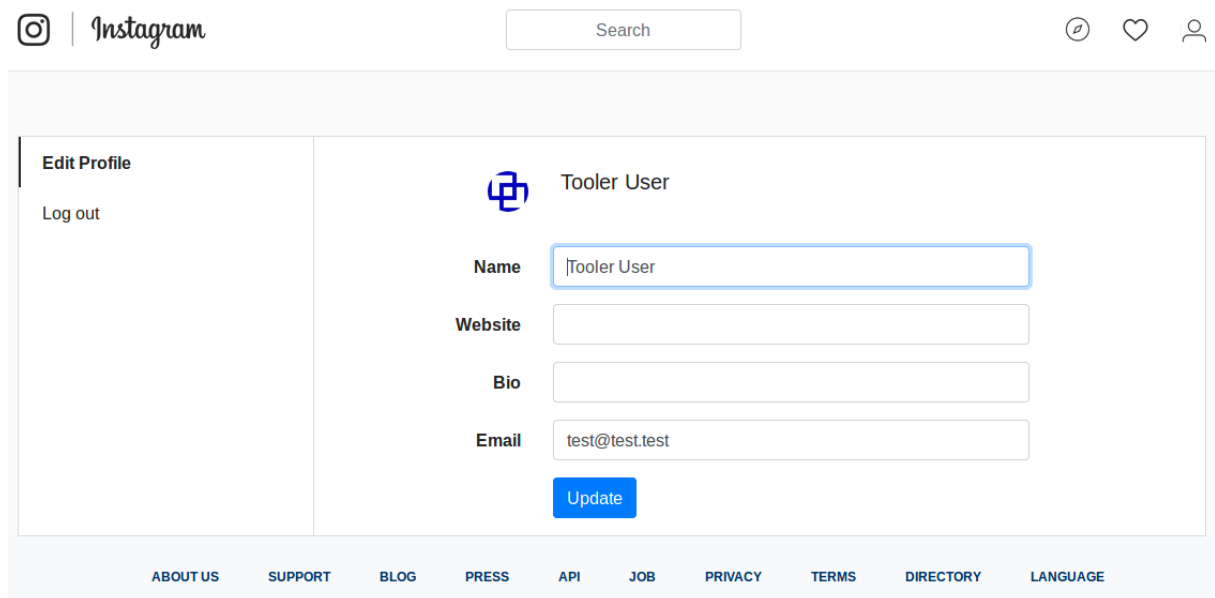 Instagram
Search
Edit Profile
Log out
Tooler User
Name
Tooler User
Website
Bio
Email
test@test.test
Update
ABOUT US SUPPORT BLOG PRESS API JOB PRIVACY TERMS DIRECTORY LANGUAGE